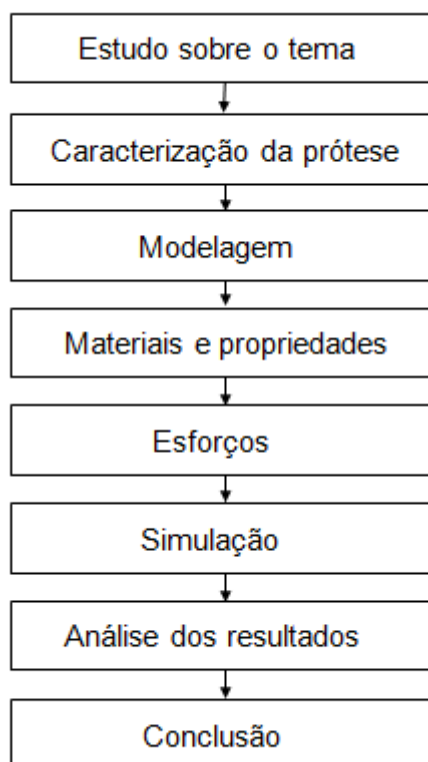 Estudo sobre o tema
Caracterização da prótese
Modelagem
Materiais e propriedades
Esforços
Simulação
Análise dos resultados
Conclusão